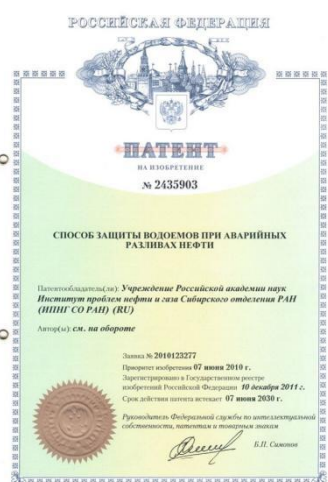 РОССИЙСКАЯ ФЕДЕРАЦИЯ
ПАТЕНТ
НА ИЗОБРЕТЕНИЕ
№ 2435903
СПОСОБ ЗАЩИТЫ ВОДОЕМОВ ПРИ АВАРИЙНЫХ
РАЗЛИВАХ НЕФТИ
Патентообладатель(ли): Учреждение Российской академии наук
Институт проблем нефти и газа Сибирского отделения РАН
(ИПНГ СО РАН) (RU)
Автор(ы): см. на обороте
Заявка № 2010123277
Приоритет изобретения 07 июня 2010 г.
Зарегистрировано в Государственном реестре
изобретений Российской Федерации 10 декабря 2011 г.
Срок действия патента истекает 07 июня 2030 г.
Руководитель Федеральной службы по интеллектуальной
собственности, патентам и товарным знакам
Б.П. Симонов